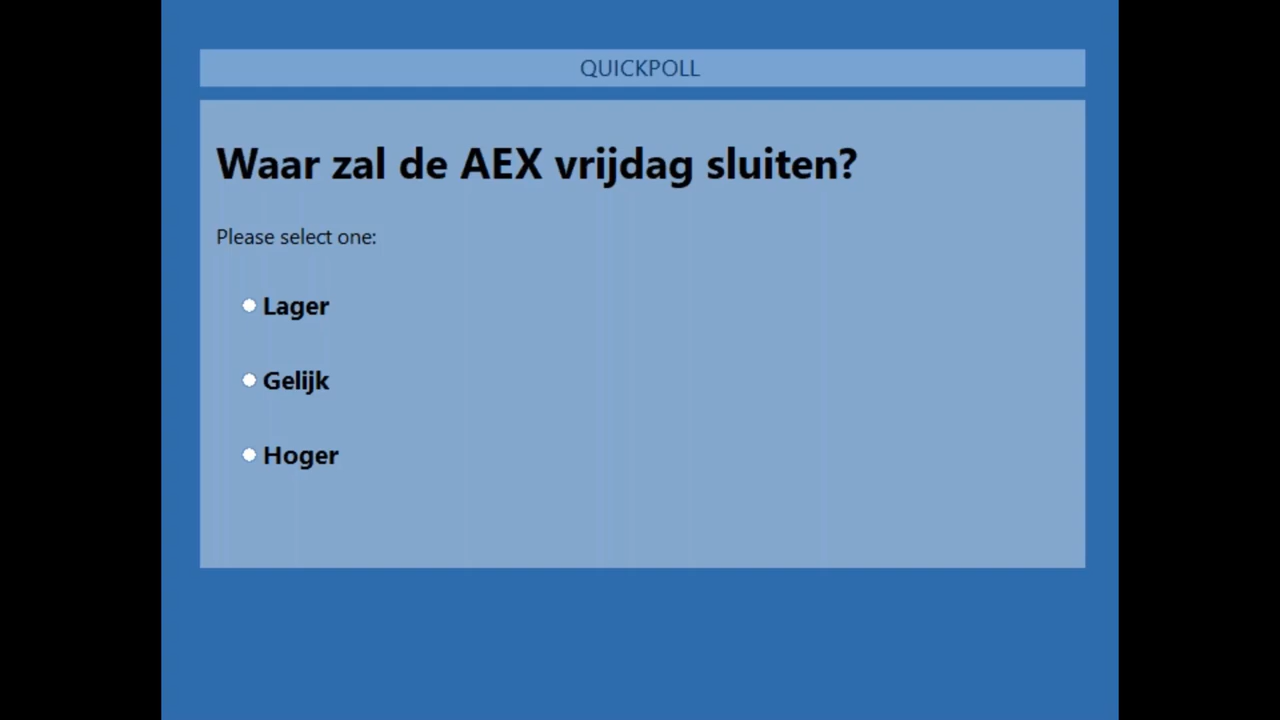 QUICKPOLL
Waar zal de AEX vrijdag sluiten?
Please select one:
Lager
Gelijk
Hoger